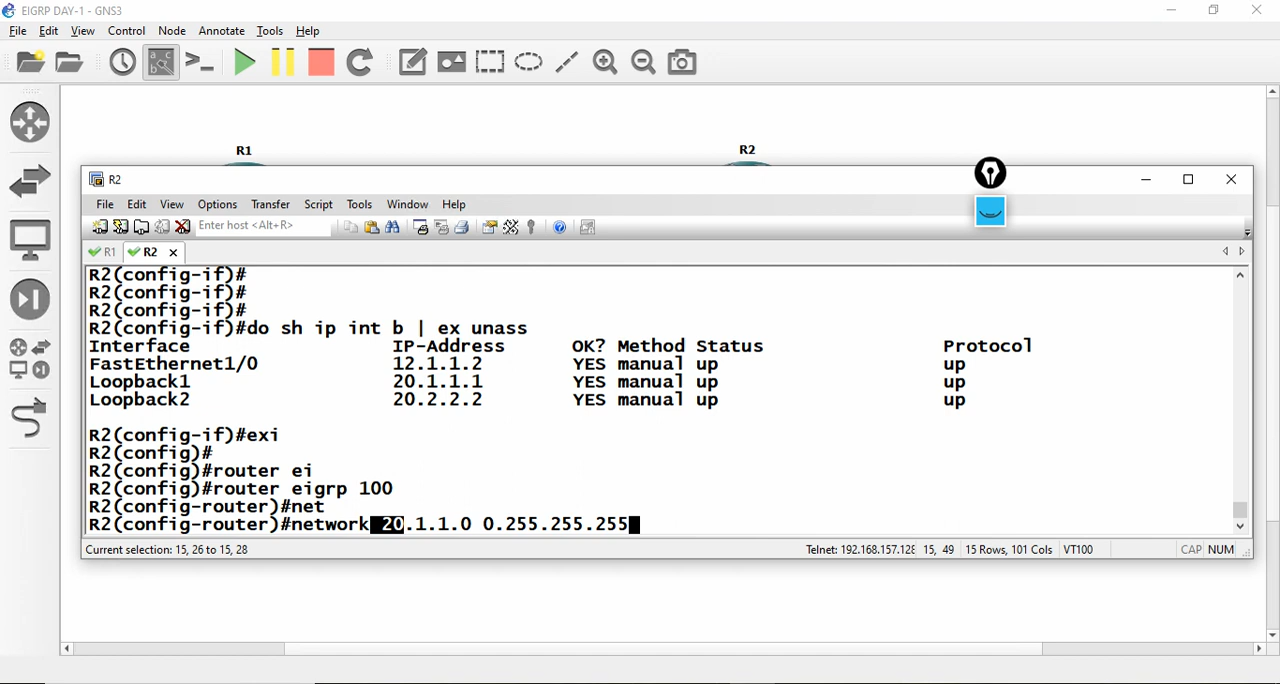 EIGRP DAY-1 - GNS3
File Edit View Control Node Annotate Tools Help
R1 R2
R2
File Edit View Options Transfer Script Tools Window Help
Enter host <Alt+R>
R1 R2
R2(config-if)#
R2(config-if)#
R2(config-if)#
R2(config-if)#do sh ip int b | ex unass
Interface IP-Address OK? Method Status Protocol
FastEthernet1/0 12.1.1.2 YES manual up up
Loopback1 20.1.1.1 YES manual up up
Loopback2 20.2.2.2 YES manual up up
R2(config-if)#exi
R2(config)#
R2(config)#router ei
R2(config)#router eigrp 100
R2(config-router)#net
R2(config-router)#network 20.1.1.0 0.255.255.255
Current selection: 15, 26 to 15, 28 Telnet: 192.168.157.128 15, 49 15 Rows, 101 Cols VT100 CAP NUM